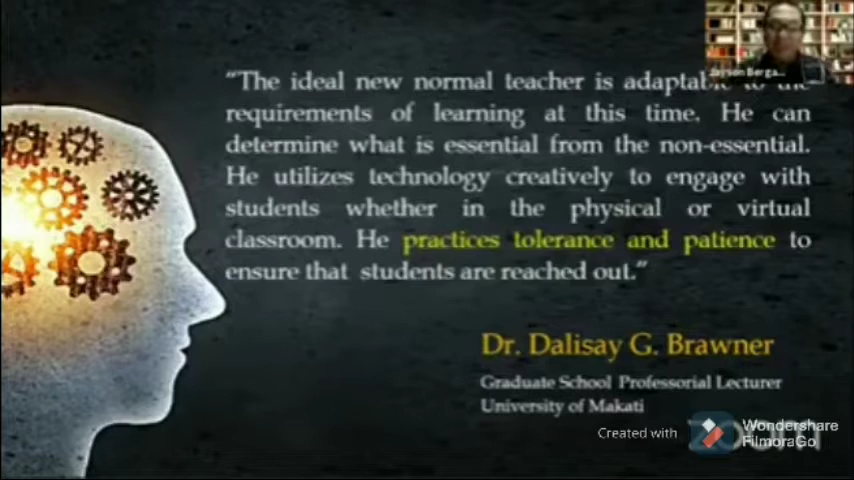 “The ideal new normal teacher is adaptable to the
requirements of learning at this time. He can
determine what is essential from the non-essential.
He utilizes technology creatively to engage with
students whether in the physical or virtual
classroom. He practices tolerance and patience to
ensure that students are reached out.”
Dr. Dalisay G. Brawner
Graduate School Professorial Lecturer
University of Makati
Created with
Wondershare
FilmoraGo
zoom